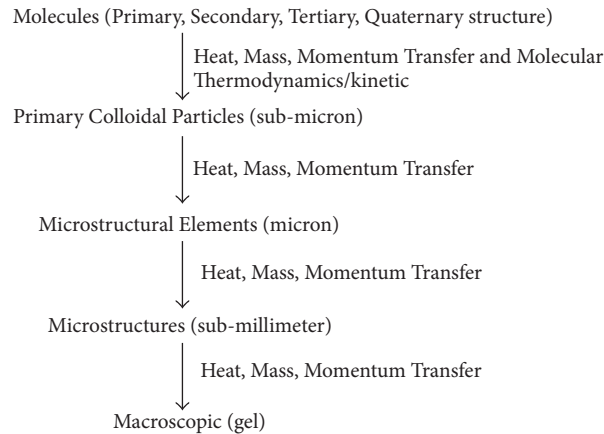 Molecules (Primary, Secondary, Tertiary, Quaternary structure)
Heat, Mass, Momentum Transfer and Molecular
Thermodynamics/kinetic
Primary Colloidal Particles (sub-micron)
Heat, Mass, Momentum Transfer
Microstructural Elements (micron)
Heat, Mass, Momentum Transfer
Microstructures (sub-millimeter)
Heat, Mass, Momentum Transfer
Macroscopic (gel)